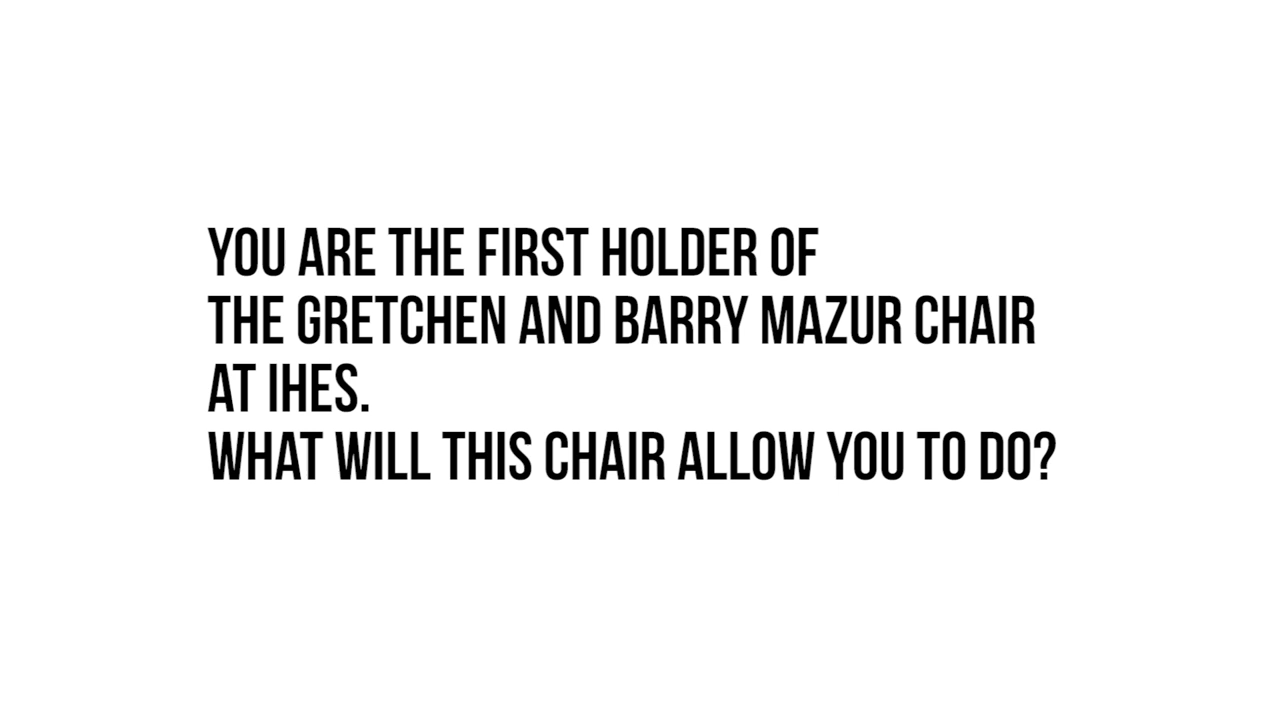 YOU ARE THE FIRST HOLDER OF
THE GRETCHEN AND BARRY MAZUR CHAIR
AT IHES.
WHAT WILL THIS CHAIR ALLOW YOU TO DO?